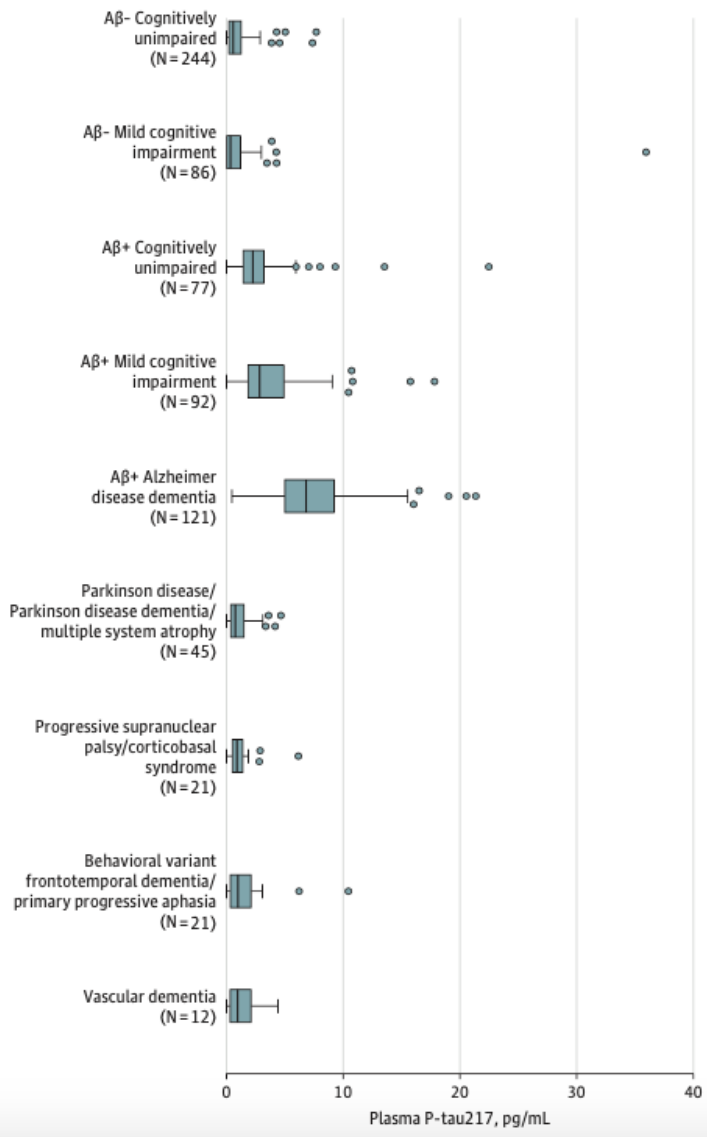 Aβ- Cognitively
unimpaired
(N=244)
Aβ- Mild cognitive
impairment
(N=86)
Aβ+ Cognitively
unimpaired
(N=77)
Aβ+ Mild cognitive
impairment
(N=92)
Aβ+ Alzheimer
disease dementia
(N=121)
Parkinson disease/
Parkinson disease dementia/
multiple system atrophy
(N=45)
Progressive supranuclear
palsy/corticobasal
syndrome
(N=21)
Behavioral variant
frontotemporal dementia/
primary progressive aphasia
(N=21)
Vascular dementia
(N=12)
0 10 20 30 40
Plasma P-tau217, pg/mL